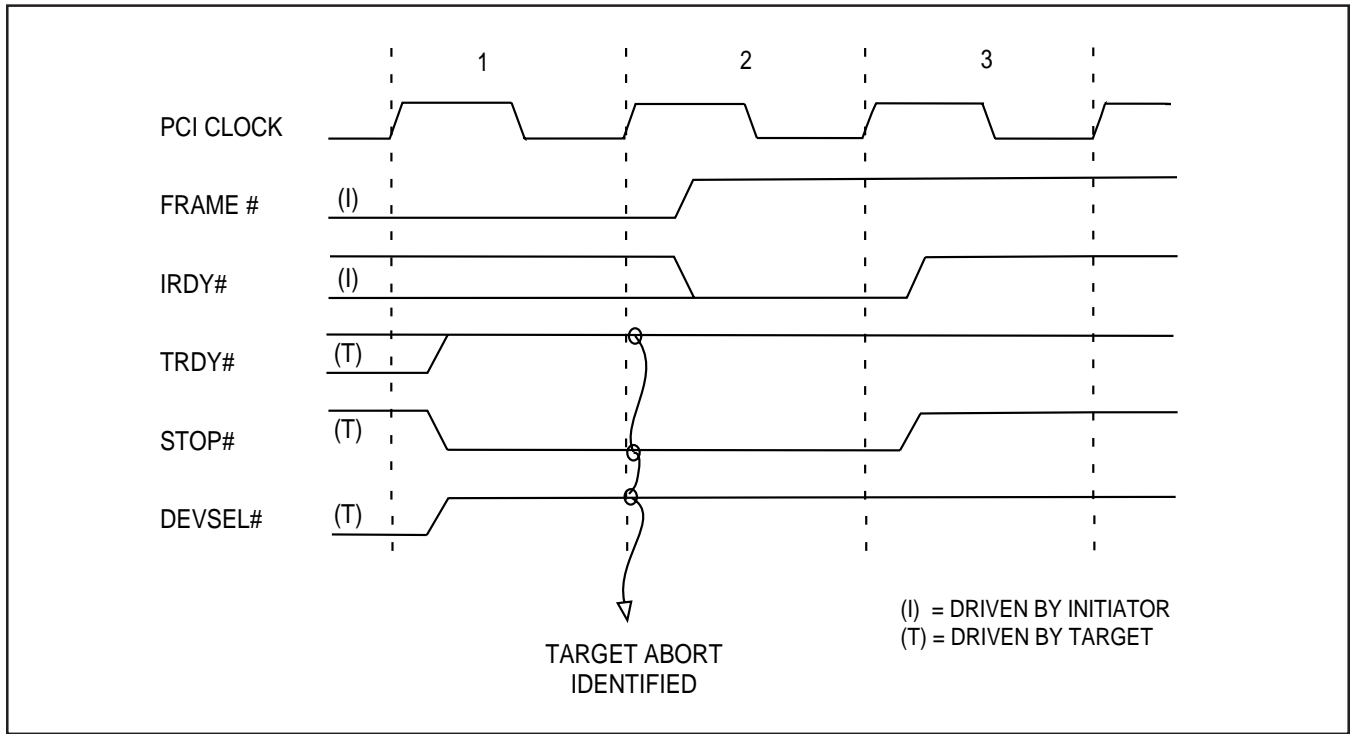 1 2 3
PCI CLOCK
FRAME # (I)
IRDY# (I)
TRDY# (T)
STOP# (T)
DEVSEL# (T)
(I) = DRIVEN BY INITIATOR
(T) = DRIVEN BY TARGET
TARGET ABORT
IDENTIFIED